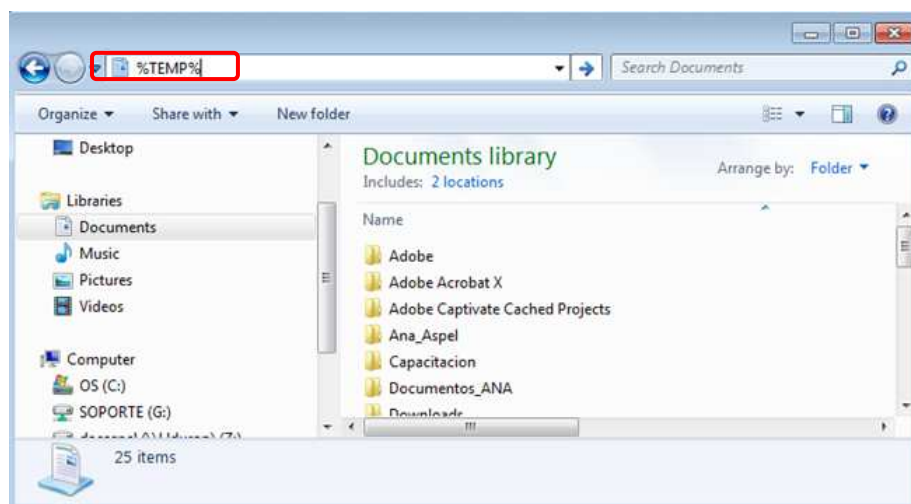 %TEMP%
Search Documents
Organize Share with New folder
Desktop
Libraries
Documents
Music
Pictures
Videos
Computer
OS (C:)
SOPORTE (G:)
Documents library
Includes: 2 locations
Arrange by: Folder
Name
Adobe
Adobe Acrobat X
Adobe Captivate Cached Projects
Ana_Aspel
Capacitacion
Documentos_ANA
Downloads
25 items